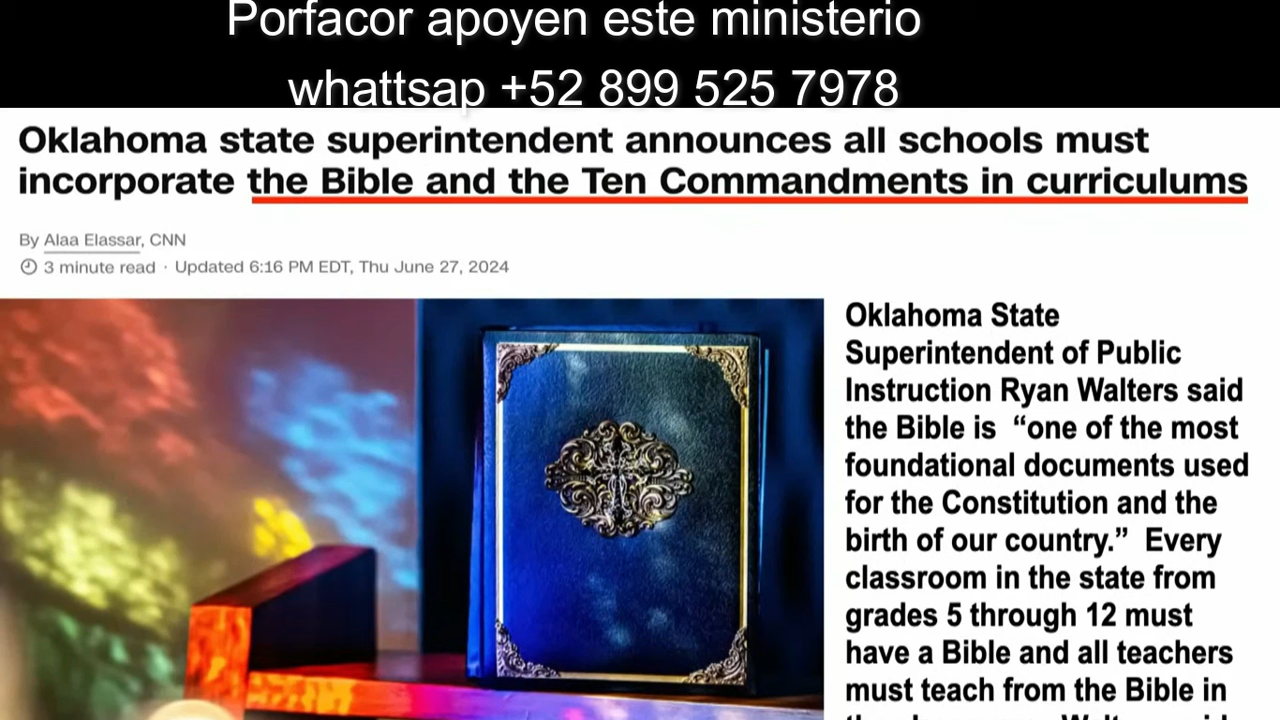 Porfacor apoyen este ministerio
whattsap +52 899 525 7978
Oklahoma state superintendent announces all schools must
incorporate the Bible and the Ten Commandments in curriculums
By Alaa Elassar, CNN
3 minute read · Updated 6:16 PM EDT, Thu June 27, 2024
Oklahoma State
Superintendent of Public
Instruction Ryan Walters said
the Bible is “one of the most
foundational documents used
for the Constitution and the
birth of our country.” Every
classroom in the state from
grades 5 through 12 must
have a Bible and all teachers
must teach from the Bible in